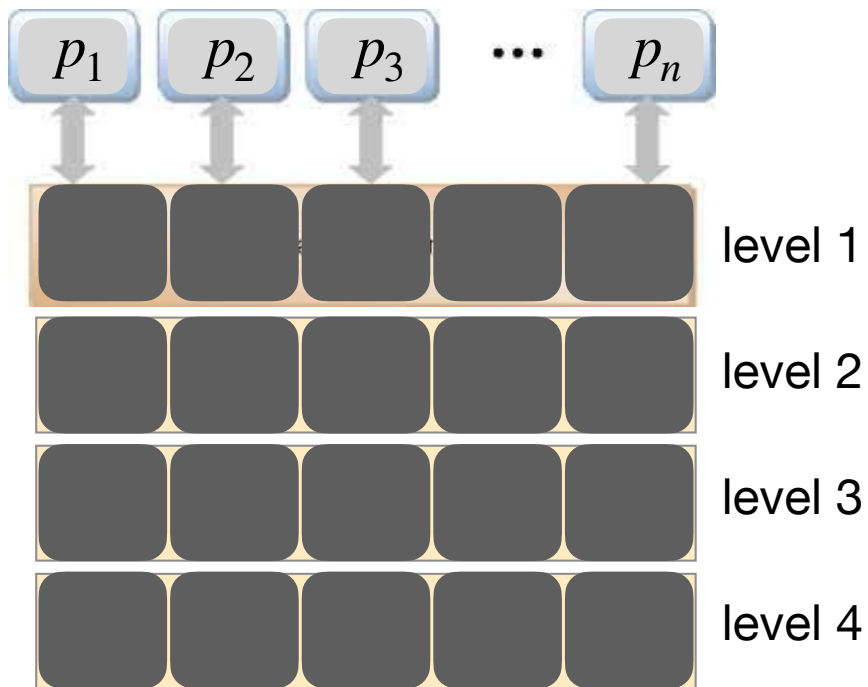 p₁ p₂ p₃ ••• pₙ
level 1
level 2
level 3
level 4